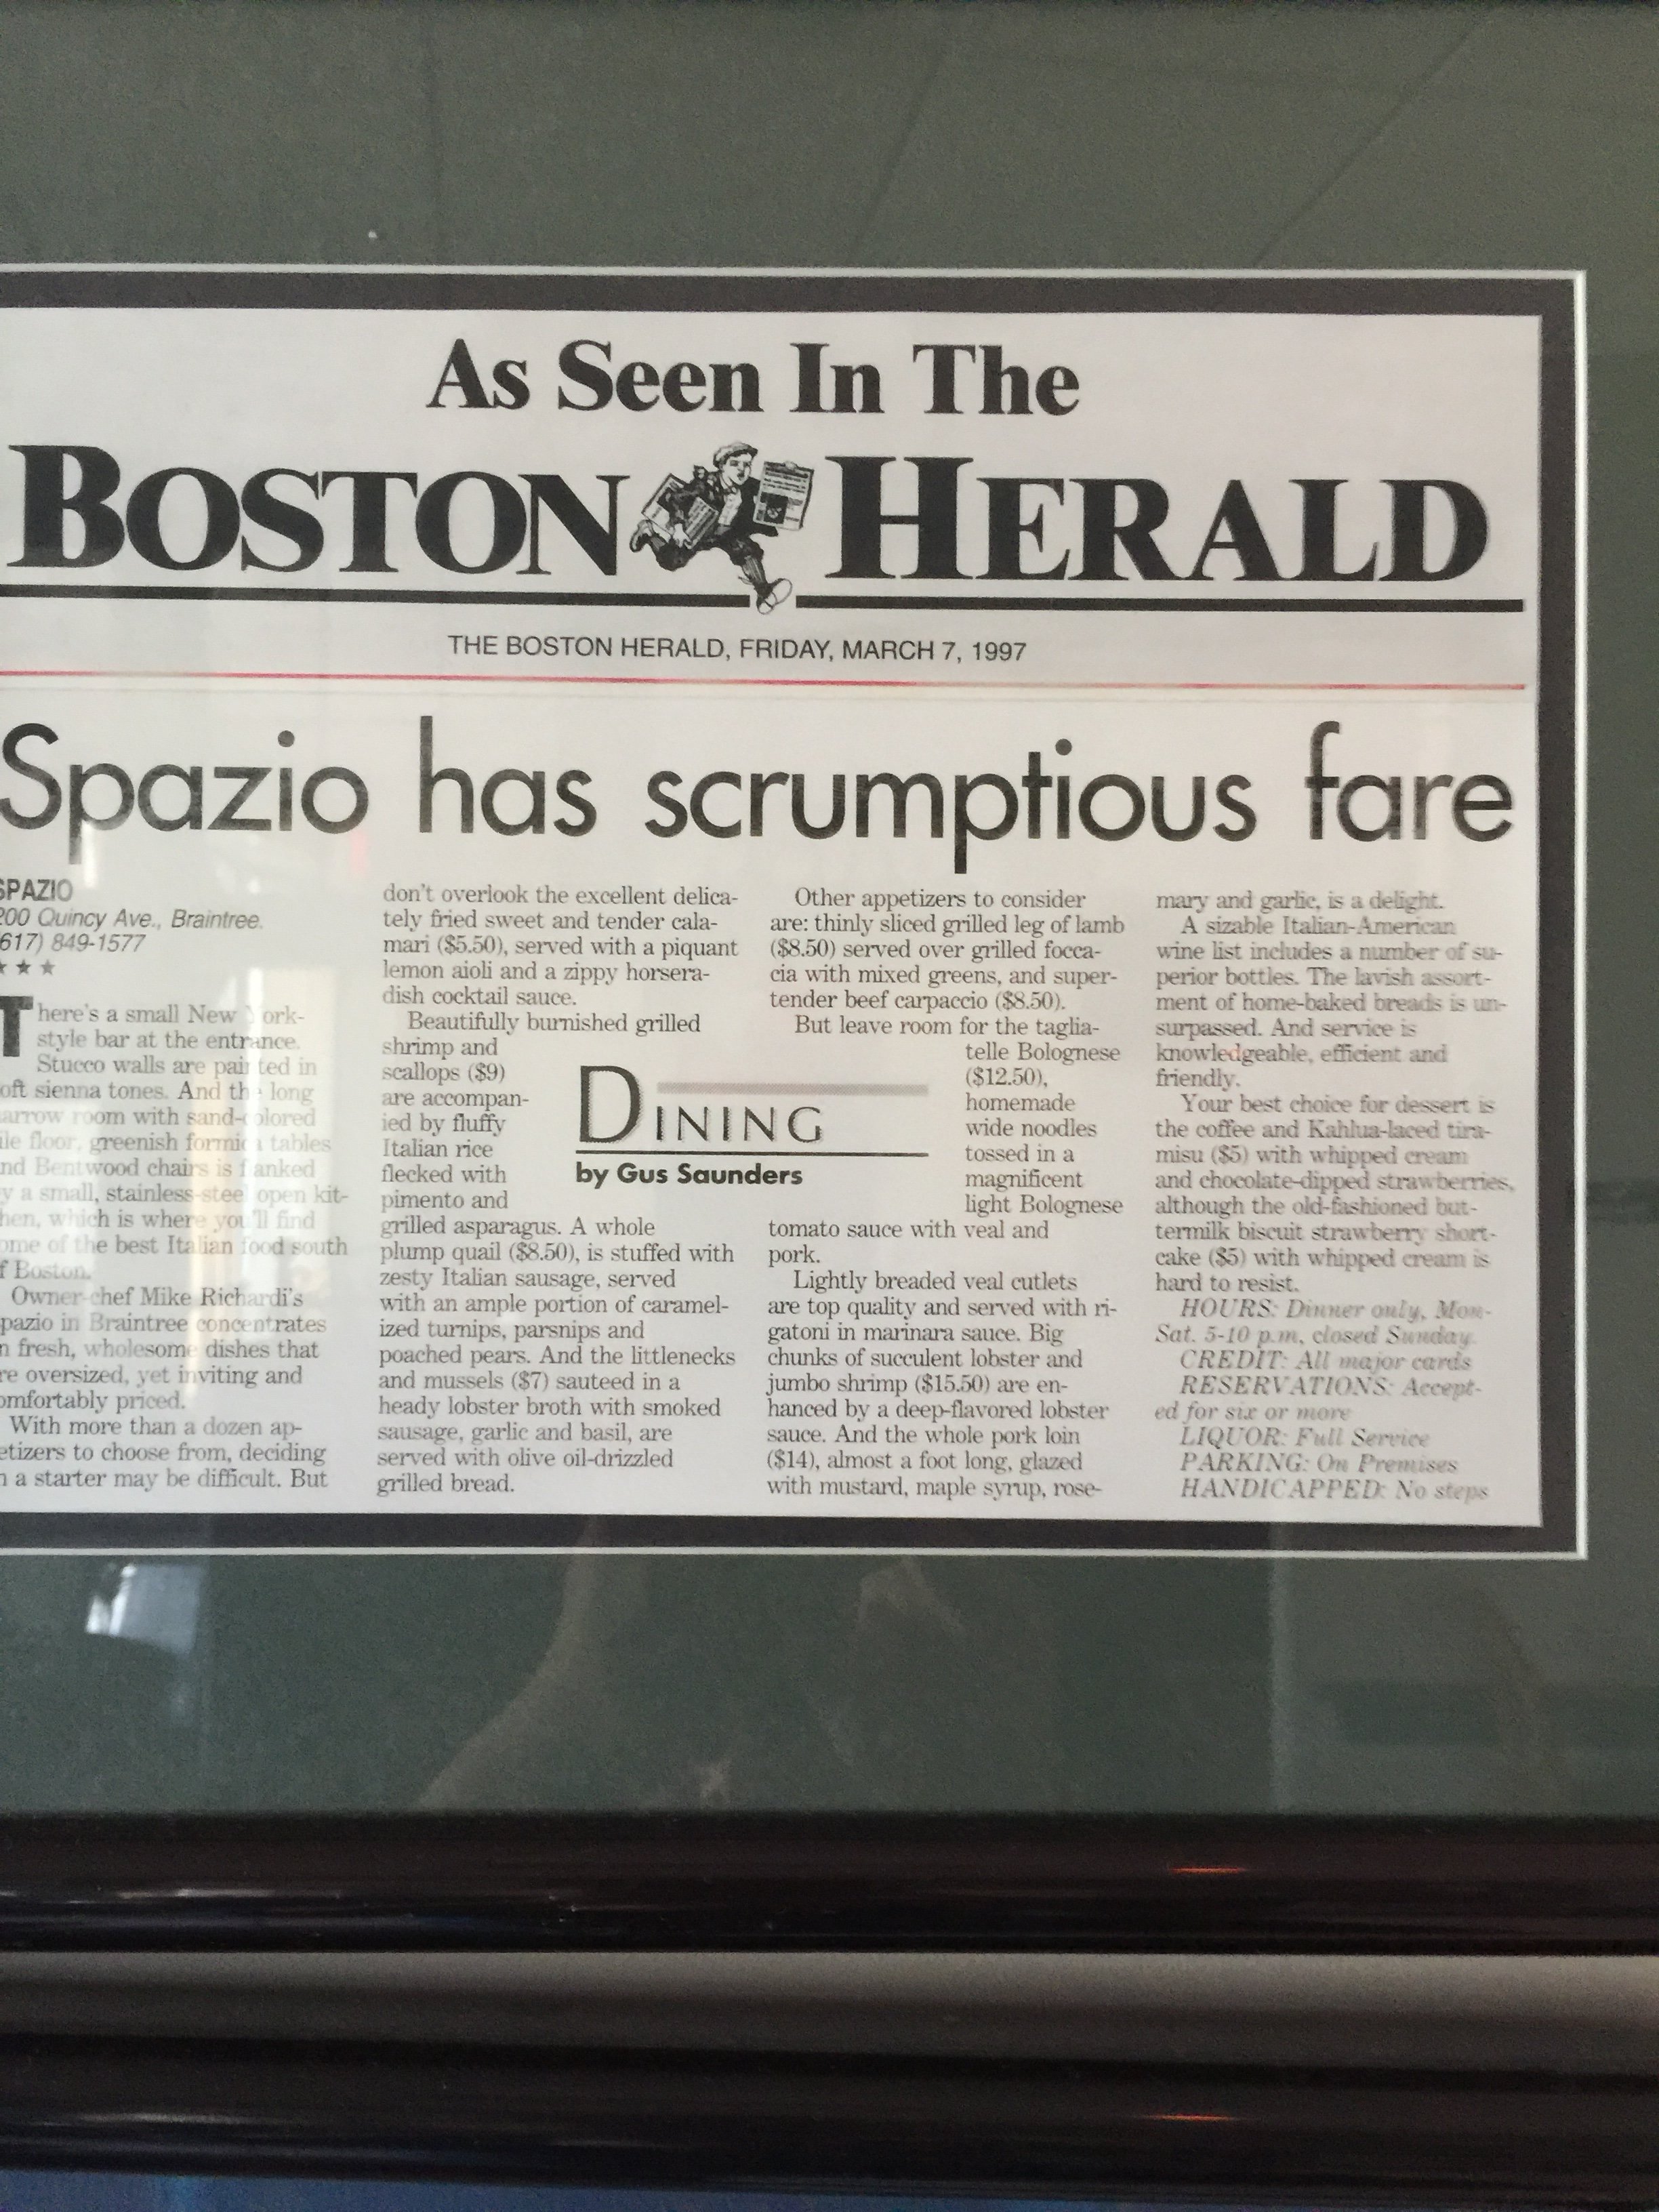 As Seen In The
BOSTON HERALD
THE BOSTON HERALD, FRIDAY, MARCH 7, 1997
Spazio has scrumptious fare
SPAZIO
200 Quincy Ave., Braintree.
(617) 849-1577
★ ★ ★
There's a small New York-
style bar at the entrance.
Stucco walls are painted in
oft sienna tones. And the long
arrow room with sand-colored
ile floor, greenish formica tables
nd Bentwood chairs is flanked
y a small, stainless-steel open kit-
hen, which is where you'll find
ome of the best Italian food south
f Boston.
Owner-chef Mike Richardi's
pazio in Braintree concentrates
n fresh, wholesome dishes that
re oversized, yet inviting and
omfortably priced.
With more than a dozen ap-
etizers to choose from, deciding
n a starter may be difficult. But
don't overlook the excellent delica-
tely fried sweet and tender cala-
mari ($5.50), served with a piquant
lemon aioli and a zippy horsera-
dish cocktail sauce.
Beautifully burnished grilled
shrimp and
scallops ($9)
are accompan-
ied by fluffy
Italian rice
flecked with
pimento and
grilled asparagus. A whole
plump quail ($8.50), is stuffed with
zesty Italian sausage, served
with an ample portion of caramel-
ized turnips, parsnips and
poached pears. And the littlenecks
and mussels ($7) sauteed in a
heady lobster broth with smoked
sausage, garlic and basil, are
served with olive oil-drizzled
grilled bread.
DINING
by Gus Saunders
Other appetizers to consider
are: thinly sliced grilled leg of lamb
($8.50) served over grilled focca-
cia with mixed greens, and super-
tender beef carpaccio ($8.50).
But leave room for the taglia-
telle Bolognese
($12.50),
homemade
wide noodles
tossed in a
magnificent
light Bolognese
tomato sauce with veal and
pork.
Lightly breaded veal cutlets
are top quality and served with ri-
gatoni in marinara sauce. Big
chunks of succulent lobster and
jumbo shrimp ($15.50) are en-
hanced by a deep-flavored lobster
sauce. And the whole pork loin
($14), almost a foot long, glazed
with mustard, maple syrup, rose-
mary and garlic, is a delight.
A sizable Italian-American
wine list includes a number of su-
perior bottles. The lavish assort-
ment of home-baked breads is un-
surpassed. And service is
knowledgeable, efficient and
friendly.
Your best choice for dessert is
the coffee and Kahlua-laced tira-
misu ($5) with whipped cream
and chocolate-dipped strawberries,
although the old-fashioned but-
termilk biscuit strawberry short-
cake ($5) with whipped cream is
hard to resist.
HOURS: Dinner only, Mon-
Sat. 5-10 p.m, closed Sunday.
CREDIT: All major cards
RESERVATIONS: Accept-
ed for six or more
LIQUOR: Full Service
PARKING: On Premises
HANDICAPPED: No steps